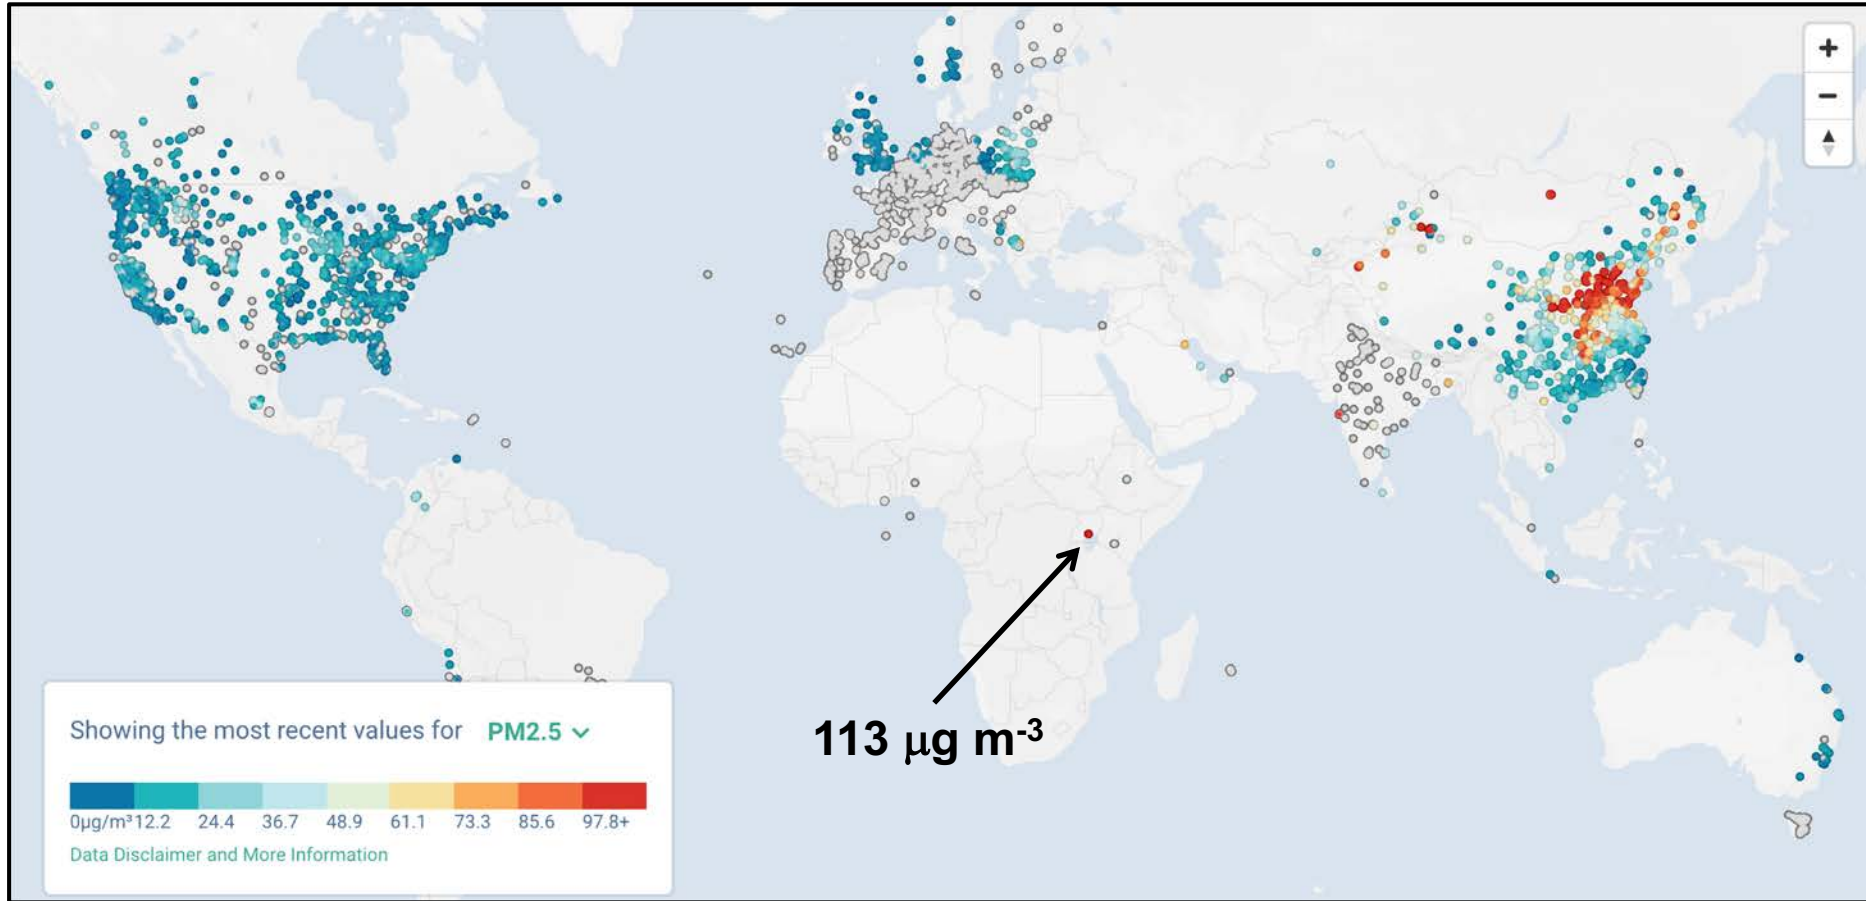 +
−
113 μg m-3
Showing the most recent values for PM2.5
0µg/m³ 12.2 24.4 36.7 48.9 61.1 73.3 85.6 97.8+
Data Disclaimer and More Information